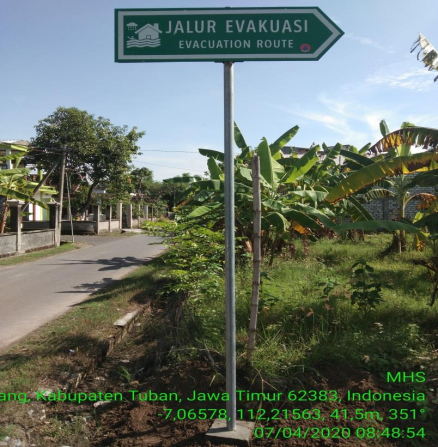 JALUR EVAKUASI
EVACUATION ROUTE
MHS
ang, Kabupaten Tuban, Jawa Timur 62383, Indonesia
-7,06578, 112,21563, 41.5m, 351°
07/04/2020 08:48:54